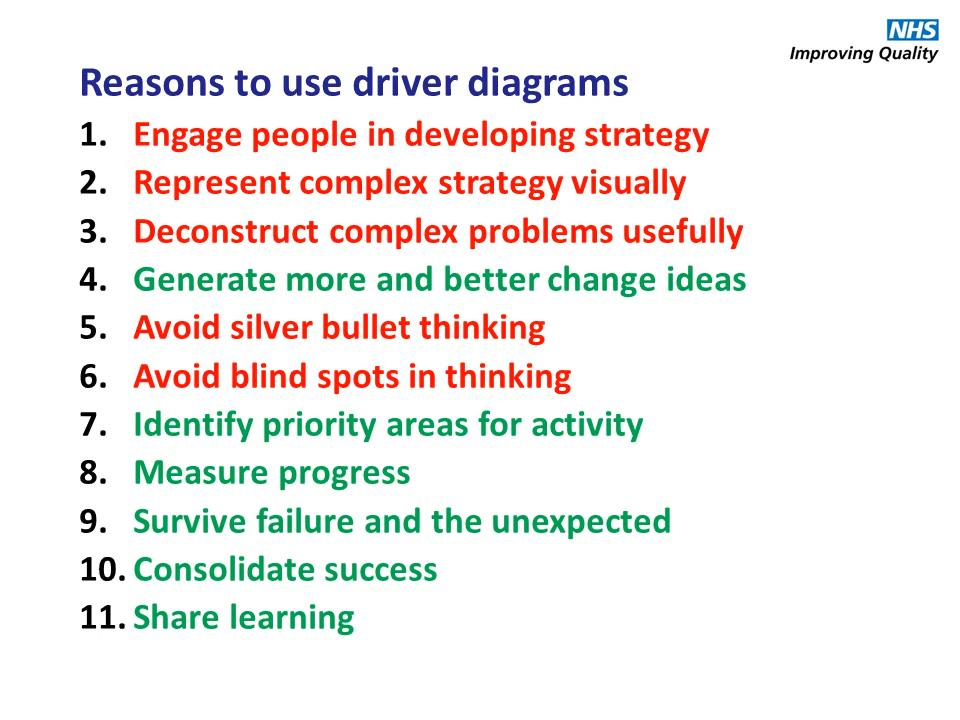 NHS
Improving Quality
Reasons to use driver diagrams
1. Engage people in developing strategy
2. Represent complex strategy visually
3. Deconstruct complex problems usefully
4. Generate more and better change ideas
5. Avoid silver bullet thinking
6. Avoid blind spots in thinking
7. Identify priority areas for activity
8. Measure progress
9. Survive failure and the unexpected
10. Consolidate success
11. Share learning